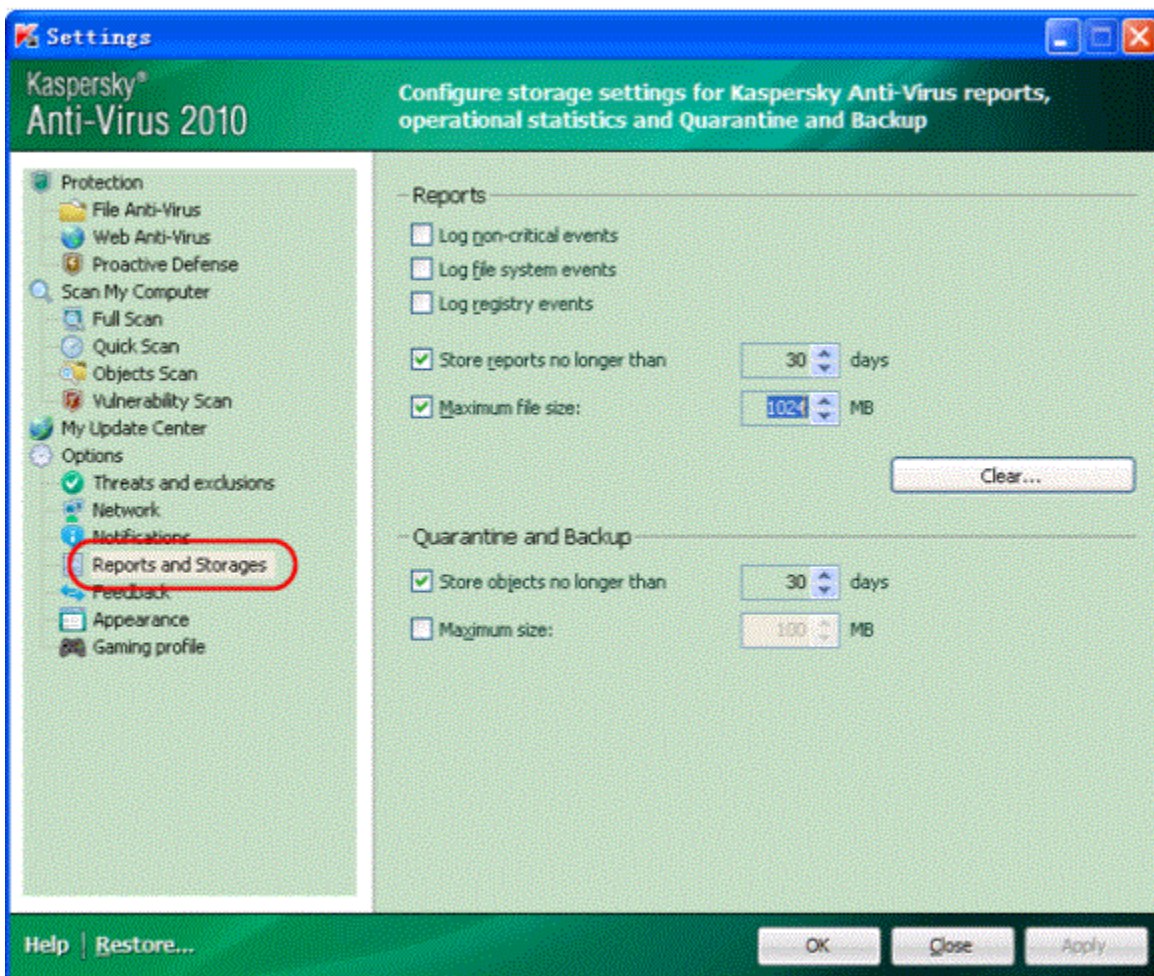 Settings
Kaspersky®
Anti-Virus 2010
Configure storage settings for Kaspersky Anti-Virus reports,
operational statistics and Quarantine and Backup
Protection
File Anti-Virus
Web Anti-Virus
Proactive Defense
Scan My Computer
Full Scan
Quick Scan
Objects Scan
Vulnerability Scan
My Update Center
Options
Threats and exclusions
Network
Notifications
Reports and Storages
Feedback
Appearance
Gaming profile
Reports
Log non-critical events
Log file system events
Log registry events
Store reports no longer than 30 days
Maximum file size: 1024 MB
Clear...
Quarantine and Backup
Store objects no longer than 30 days
Maximum size: 100 MB
Help | Restore... OK Close Apply